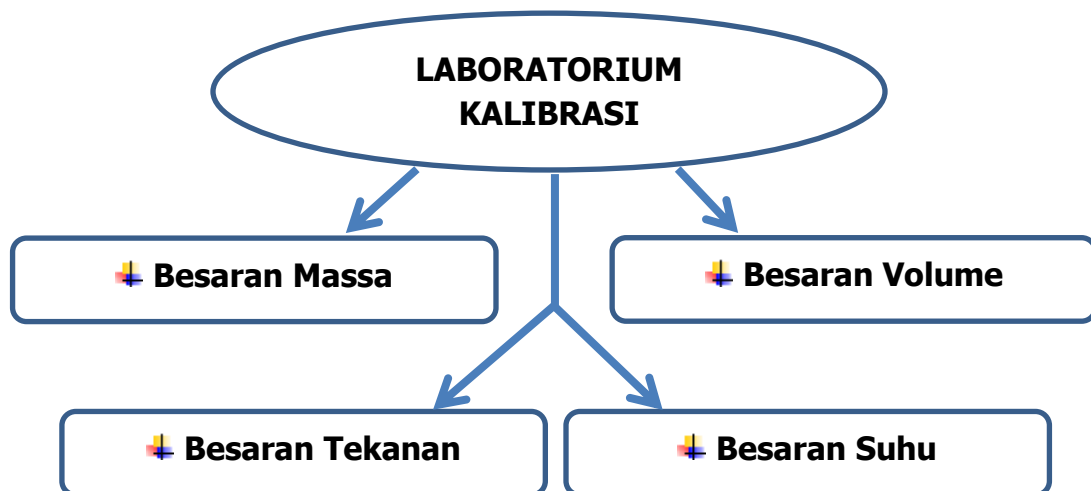 LABORATORIUM
KALIBRASI
Besaran Massa
Besaran Volume
Besaran Tekanan
Besaran Suhu